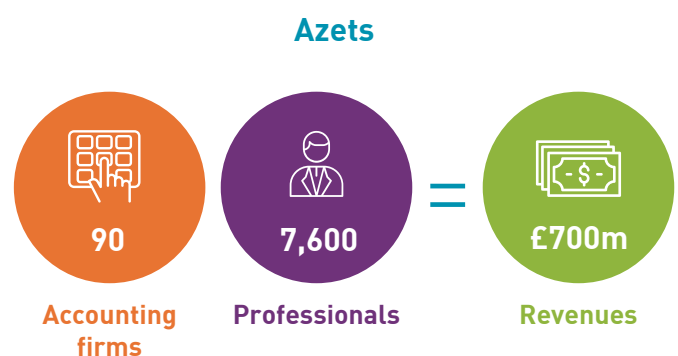 Azets
90
7,600
=
£700m
- $ -
Accounting
firms
Professionals
Revenues